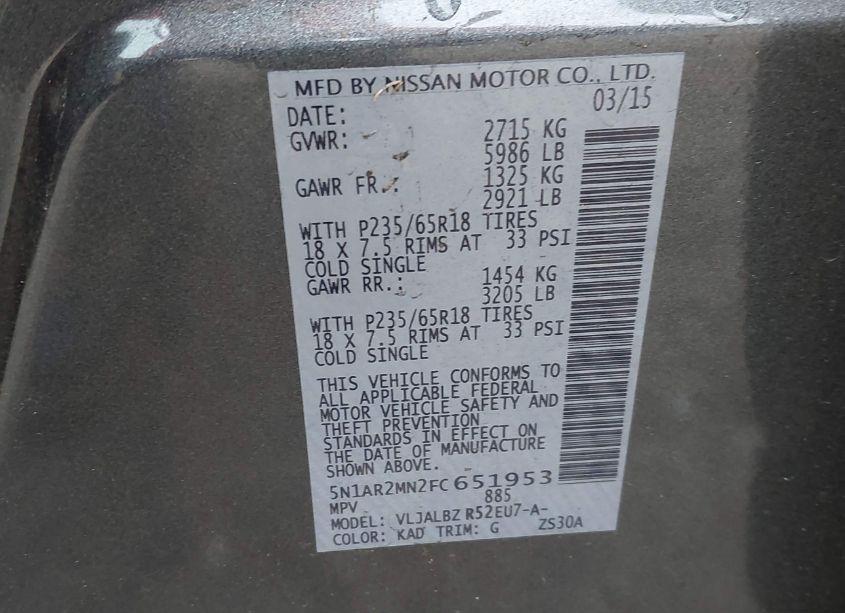 MFD BY NISSAN MOTOR CO., LTD.
DATE: 03/15
GVWR: 2715 KG
5986 LB
GAWR FR.: 1325 KG
2921 LB
WITH P235/65R18 TIRES
18 X 7.5 RIMS AT 33 PSI
COLD SINGLE
GAWR RR.: 1454 KG
3205 LB
WITH P235/65R18 TIRES
18 X 7.5 RIMS AT 33 PSI
COLD SINGLE
THIS VEHICLE CONFORMS TO
ALL APPLICABLE FEDERAL
MOTOR VEHICLE SAFETY AND
THEFT PREVENTION
STANDARDS IN EFFECT ON
THE DATE OF MANUFACTURE
SHOWN ABOVE.
5N1AR2MN2FC651953
MPV 885
MODEL: VLJALBZ R52EU7-A-
COLOR: KAD TRIM: G ZS30A